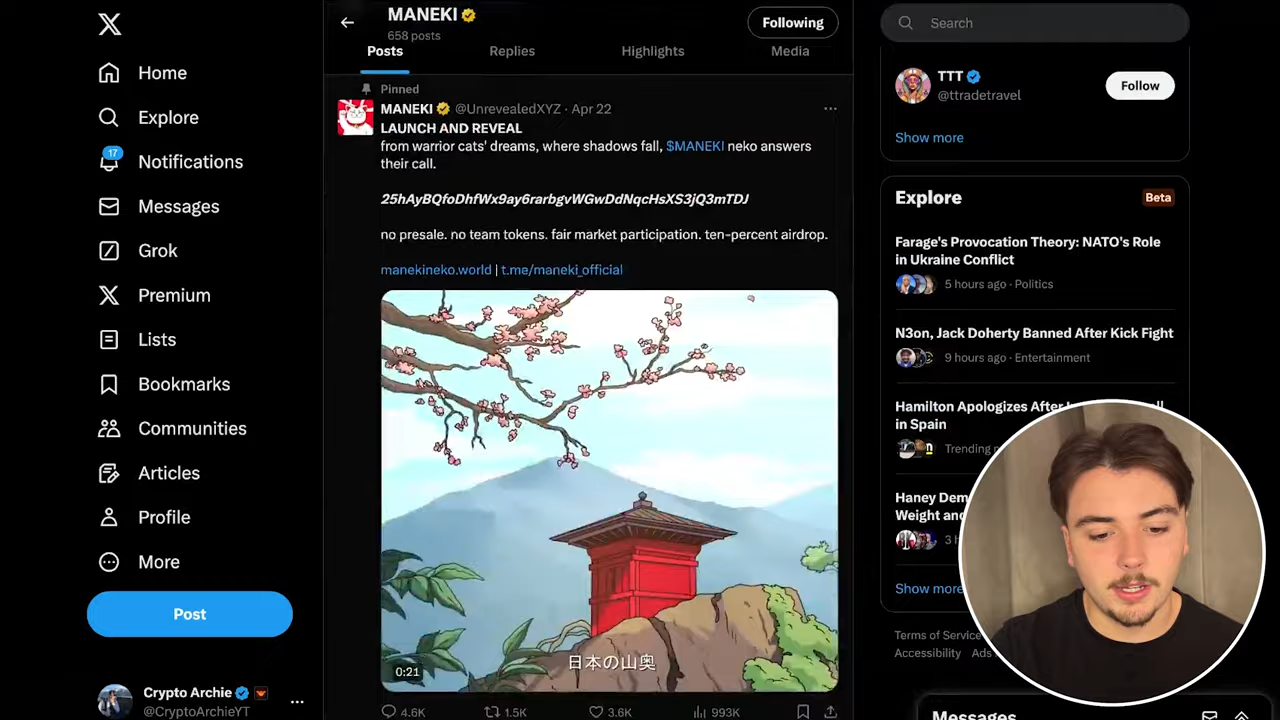 Home
Explore
17
Notifications
Messages
Grok
Premium
Lists
Bookmarks
Communities
Articles
Profile
More
Post
Crypto Archie
@CryptoArchieYT
MANEKI
658 posts
Following
Posts
Replies
Highlights
Media
Pinned
MANEKI @UnrevealedXYZ · Apr 22
LAUNCH AND REVEAL
from warrior cats' dreams, where shadows fall, $MANEKI neko answers
their call.
25hAyBQfoDhfWx9ay6rarbgvWGwDdNqcHsXS3jQ3mTDJ
no presale. no team tokens. fair market participation. ten-percent airdrop.
manekineko.world | t.me/maneki_official
日本の山奥
0:21
4.6K
1.5K
3.6K
993K
Search
TTT
@ttradetravel
Follow
Show more
Explore
Beta
Farage's Provocation Theory: NATO's Role
in Ukraine Conflict
5 hours ago · Politics
N3on, Jack Doherty Banned After Kick Fight
9 hours ago · Entertainment
Hamilton Apologizes After
in Spain
Trending
Haney
Weight and
Show more
Terms of Service
Accessibility Ads
Messages